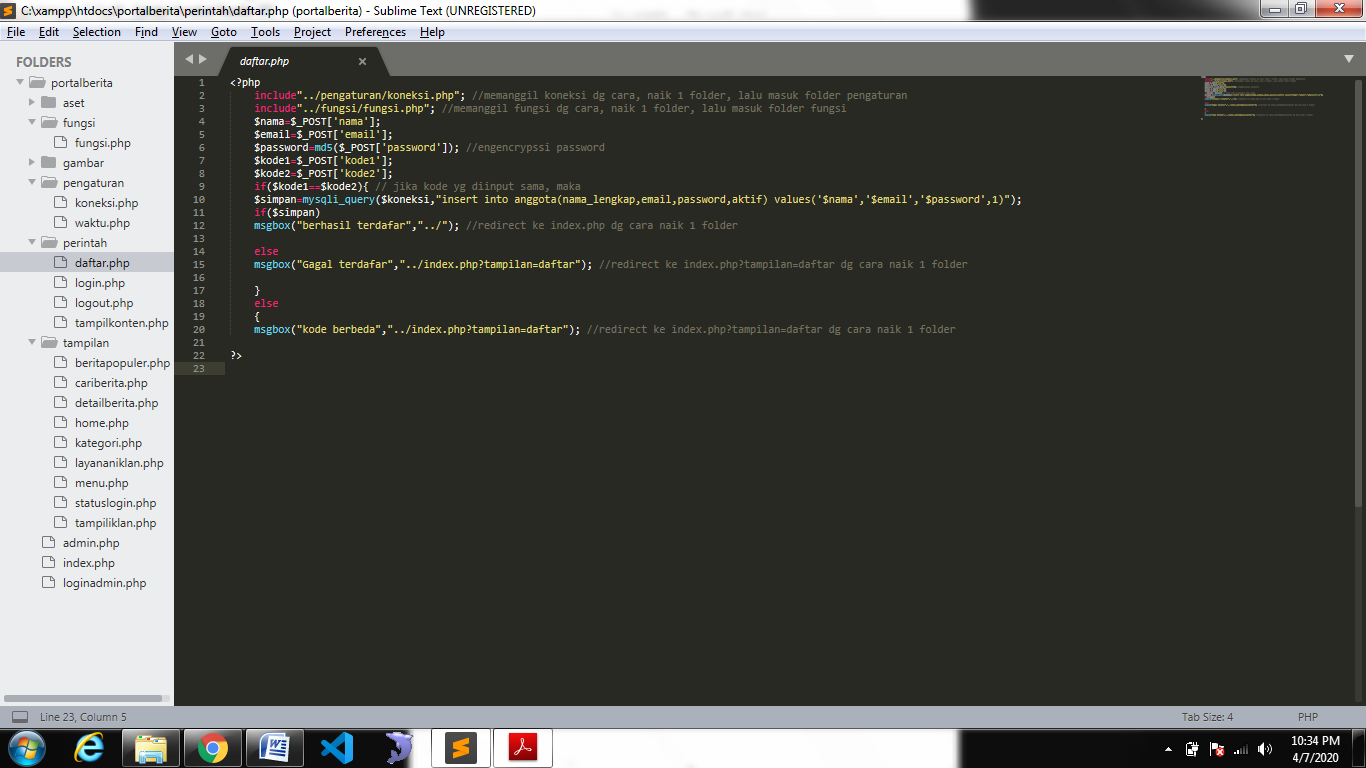 C:\xampp\htdocs\portalberita\perintah\daftar.php (portalberita) - Sublime Text (UNREGISTERED)
File Edit Selection Find View Goto Tools Project Preferences Help
FOLDERS
portalberita
aset
fungsi
fungsi.php
gambar
pengaturan
koneksi.php
waktu.php
perintah
daftar.php
login.php
logout.php
tampilkonten.php
tampilan
beritapopuler.php
cariberita.php
detailberita.php
home.php
kategori.php
layananiklan.php
menu.php
statuslogin.php
tampiliklan.php
admin.php
index.php
loginadmin.php
daftar.php
1 <?php
2 include"../pengaturan/koneksi.php"; //memanggil koneksi dg cara, naik 1 folder, lalu masuk folder pengaturan
3 include"../fungsi/fungsi.php"; //memanggil fungsi dg cara, naik 1 folder, lalu masuk folder fungsi
4 $nama=$_POST['nama'];
5 $email=$_POST['email'];
6 $password=md5($_POST['password']); //engencrypssi password
7 $kode1=$_POST['kode1'];
8 $kode2=$_POST['kode2'];
9 if($kode1==$kode2){ // jika kode yg diinput sama, maka
10 $simpan=mysqli_query($koneksi,"insert into anggota(nama_lengkap,email,password,aktif) values('$nama','$email','$password',1)");
11 if($simpan)
12 msgbox("berhasil terdafar","../"); //redirect ke index.php dg cara naik 1 folder
13
14 else
15 msgbox("Gagal terdafar","../index.php?tampilan=daftar"); //redirect ke index.php?tampilan=daftar dg cara naik 1 folder
16
17 }
18 else
19 {
20 msgbox("kode berbeda","../index.php?tampilan=daftar"); //redirect ke index.php?tampilan=daftar dg cara naik 1 folder
21
22 ?>
23
Line 23, Column 5
Tab Size: 4
PHP
10:34 PM
4/7/2020